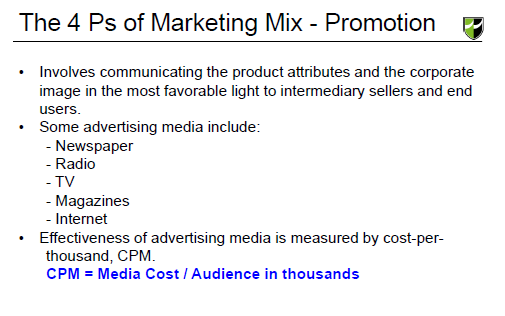 The 4 Ps of Marketing Mix - Promotion
• Involves communicating the product attributes and the corporate
image in the most favorable light to intermediary sellers and end
users.
• Some advertising media include:
- Newspaper
- Radio
- TV
- Magazines
- Internet
• Effectiveness of advertising media is measured by cost-per-
thousand, CPM.
CPM = Media Cost / Audience in thousands